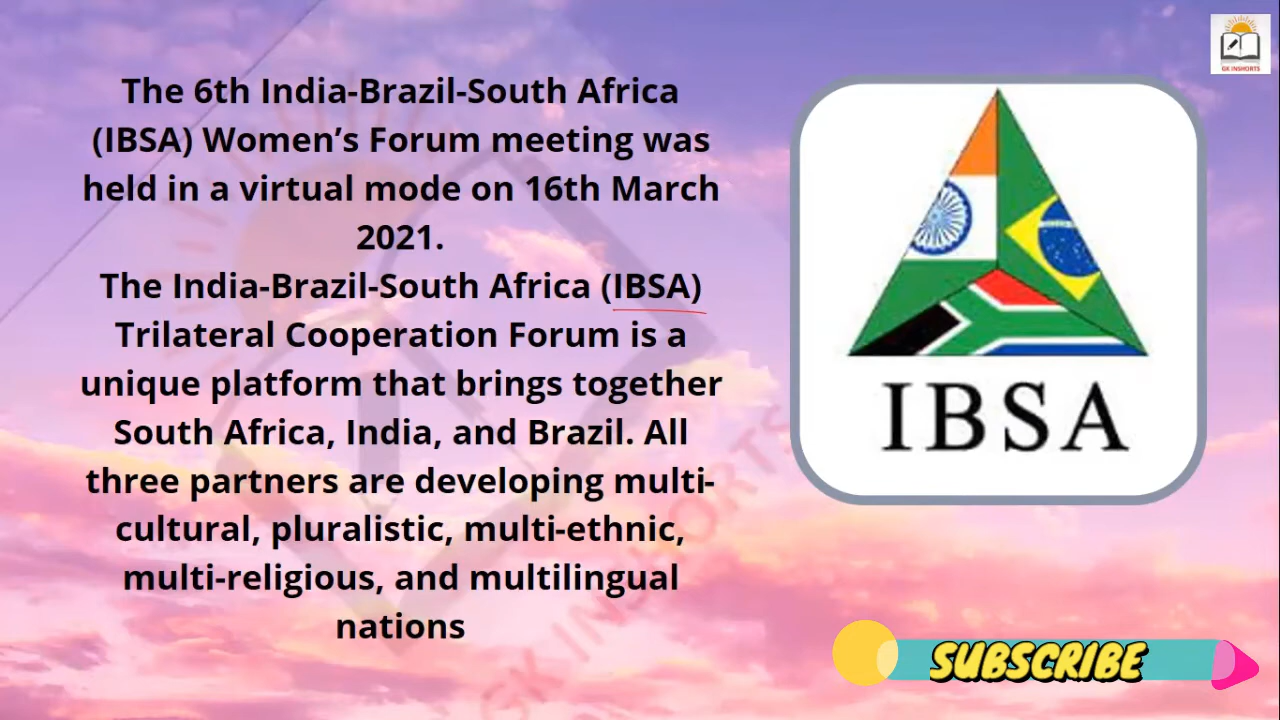 The 6th India-Brazil-South Africa
(IBSA) Women’s Forum meeting was
held in a virtual mode on 16th March
2021.
The India-Brazil-South Africa (IBSA)
Trilateral Cooperation Forum is a
unique platform that brings together
South Africa, India, and Brazil. All
three partners are developing multi-
cultural, pluralistic, multi-ethnic,
multi-religious, and multilingual
nations
GK INSHORTS
IBSA
SUBSCRIBE
GK INSHORTS